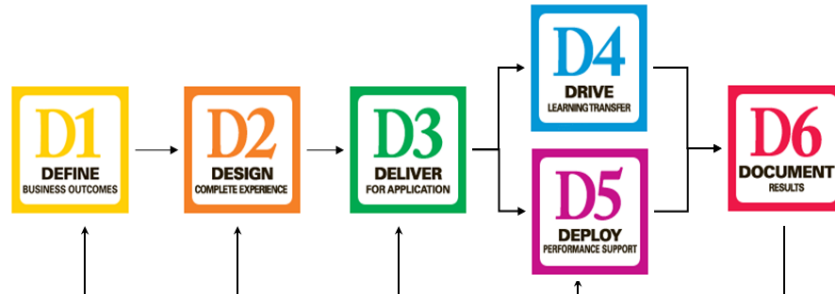 D1
DEFINE
BUSINESS OUTCOMES
D2
DESIGN
COMPLETE EXPERIENCE
D3
DELIVER
FOR APPLICATION
D4
DRIVE
LEARNING TRANSFER
D5
DEPLOY
PERFORMANCE SUPPORT
D6
DOCUMENT
RESULTS